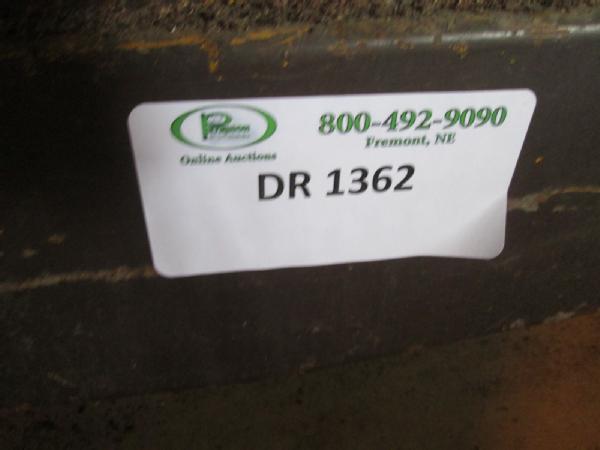 800-492-9090
Fremont, NE
Online Auctions
DR 1362